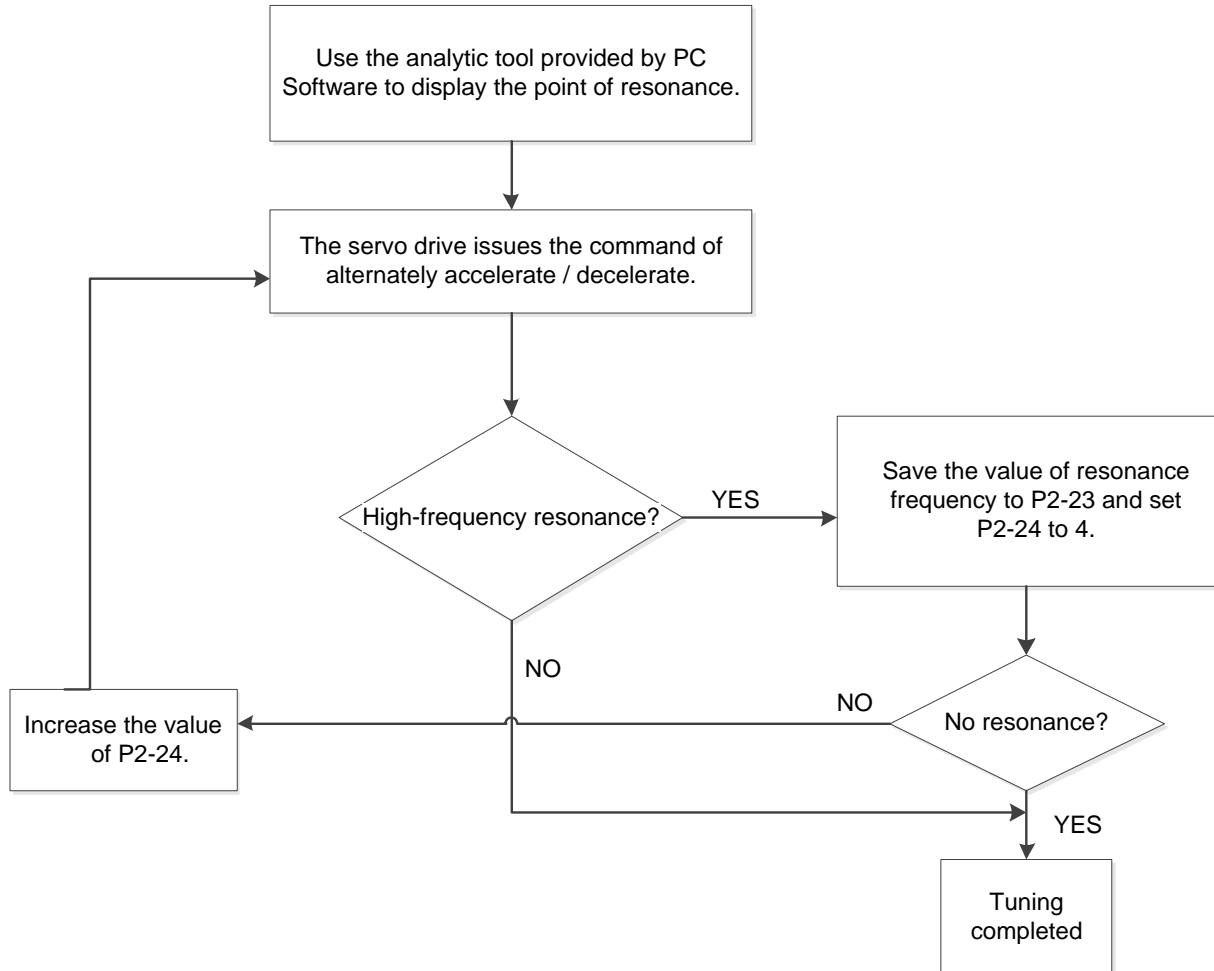 Use the analytic tool provided by PC
Software to display the point of resonance.
The servo drive issues the command of
alternately accelerate / decelerate.
High-frequency resonance?
YES
Save the value of resonance
frequency to P2-23 and set
P2-24 to 4.
NO
NO
No resonance?
Increase the value
of P2-24.
YES
Tuning
completed